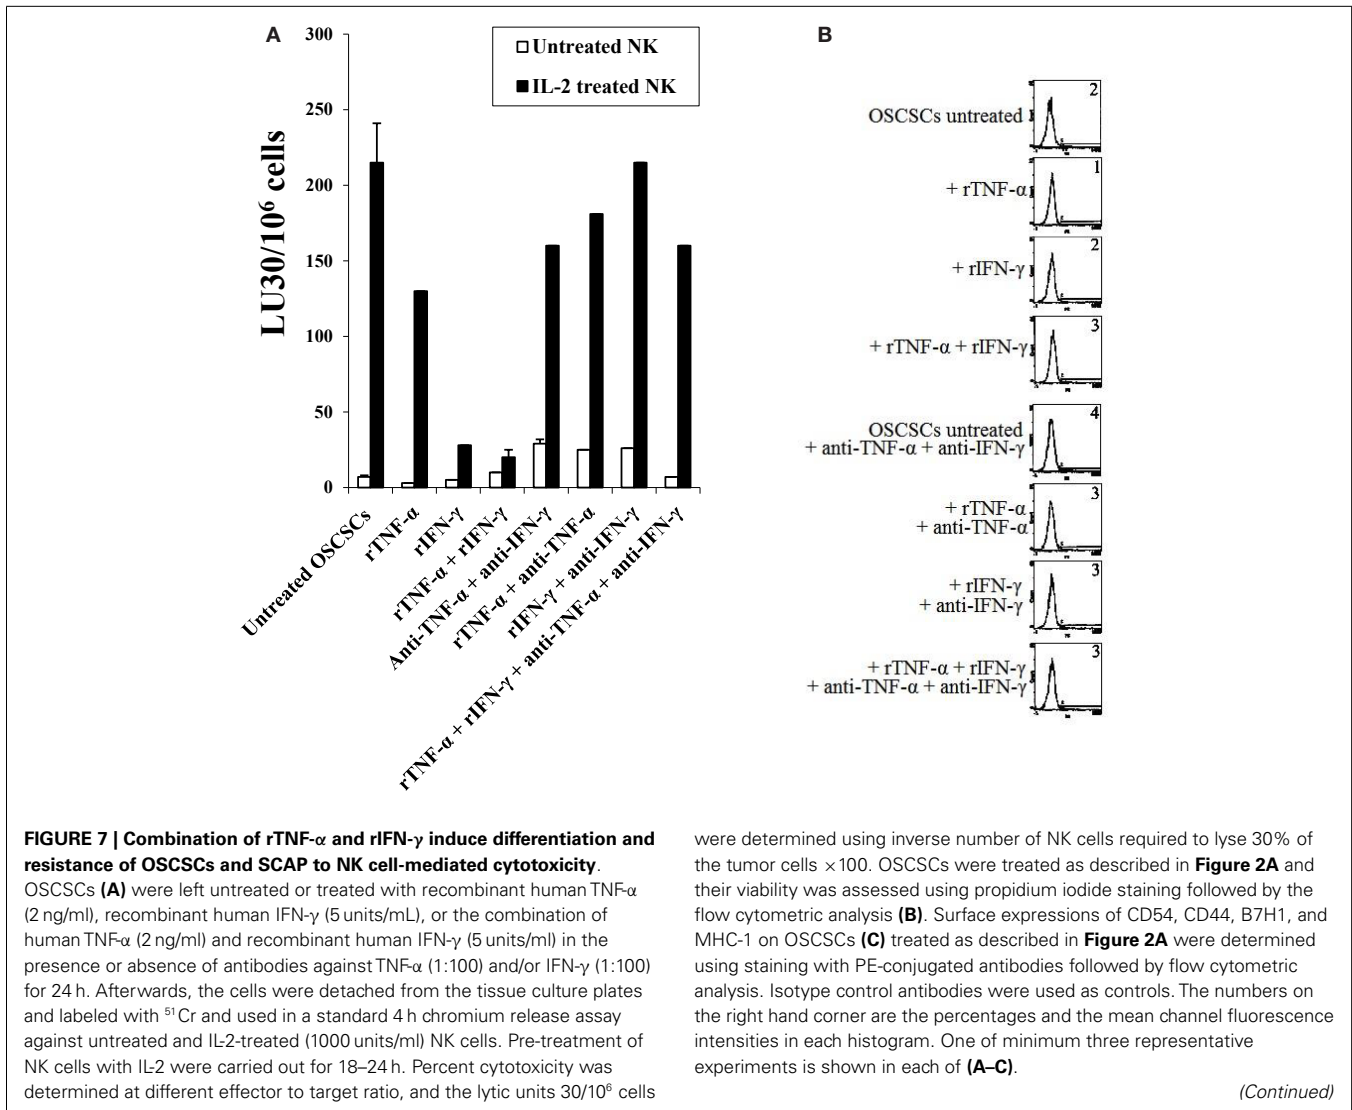 A
300
250
200
150
100
50
0
LU30/10⁶ cells
Untreated NK
IL-2 treated NK
Untreated OSCSCs
rTNF-α
rIFN-γ
rTNF-α + rIFN-γ
Anti-TNF-α + anti-IFN-γ
rTNF-α + anti-TNF-α
rIFN-γ + anti-IFN-γ
rTNF-α + rIFN-γ + anti-TNF-α + anti-IFN-γ
B
OSCSCs untreated
2
+ rTNF-α
1
+ rIFN-γ
2
+ rTNF-α + rIFN-γ
3
OSCSCs untreated
+ anti-TNF-α + anti-IFN-γ
4
+ rTNF-α
+ anti-TNF-α
3
+ rIFN-γ
+ anti-IFN-γ
3
+ rTNF-α + rIFN-γ
+ anti-TNF-α + anti-IFN-γ
3
FIGURE 7 | Combination of rTNF-α and rIFN-γ induce differentiation and
resistance of OSCSCs and SCAP to NK cell-mediated cytotoxicity.
OSCSCs (A) were left untreated or treated with recombinant human TNF-α
(2 ng/ml), recombinant human IFN-γ (5 units/mL), or the combination of
human TNF-α (2 ng/ml) and recombinant human IFN-γ (5 units/ml) in the
presence or absence of antibodies against TNF-α (1:100) and/or IFN-γ (1:100)
for 24 h. Afterwards, the cells were detached from the tissue culture plates
and labeled with ⁵¹Cr and used in a standard 4 h chromium release assay
against untreated and IL-2-treated (1000 units/ml) NK cells. Pre-treatment of
NK cells with IL-2 were carried out for 18–24 h. Percent cytotoxicity was
determined at different effector to target ratio, and the lytic units 30/10⁶ cells
were determined using inverse number of NK cells required to lyse 30% of
the tumor cells ×100. OSCSCs were treated as described in Figure 2A and
their viability was assessed using propidium iodide staining followed by the
flow cytometric analysis (B). Surface expressions of CD54, CD44, B7H1, and
MHC-1 on OSCSCs (C) treated as described in Figure 2A were determined
using staining with PE-conjugated antibodies followed by flow cytometric
analysis. Isotype control antibodies were used as controls. The numbers on
the right hand corner are the percentages and the mean channel fluorescence
intensities in each histogram. One of minimum three representative
experiments is shown in each of (A–C).
(Continued)